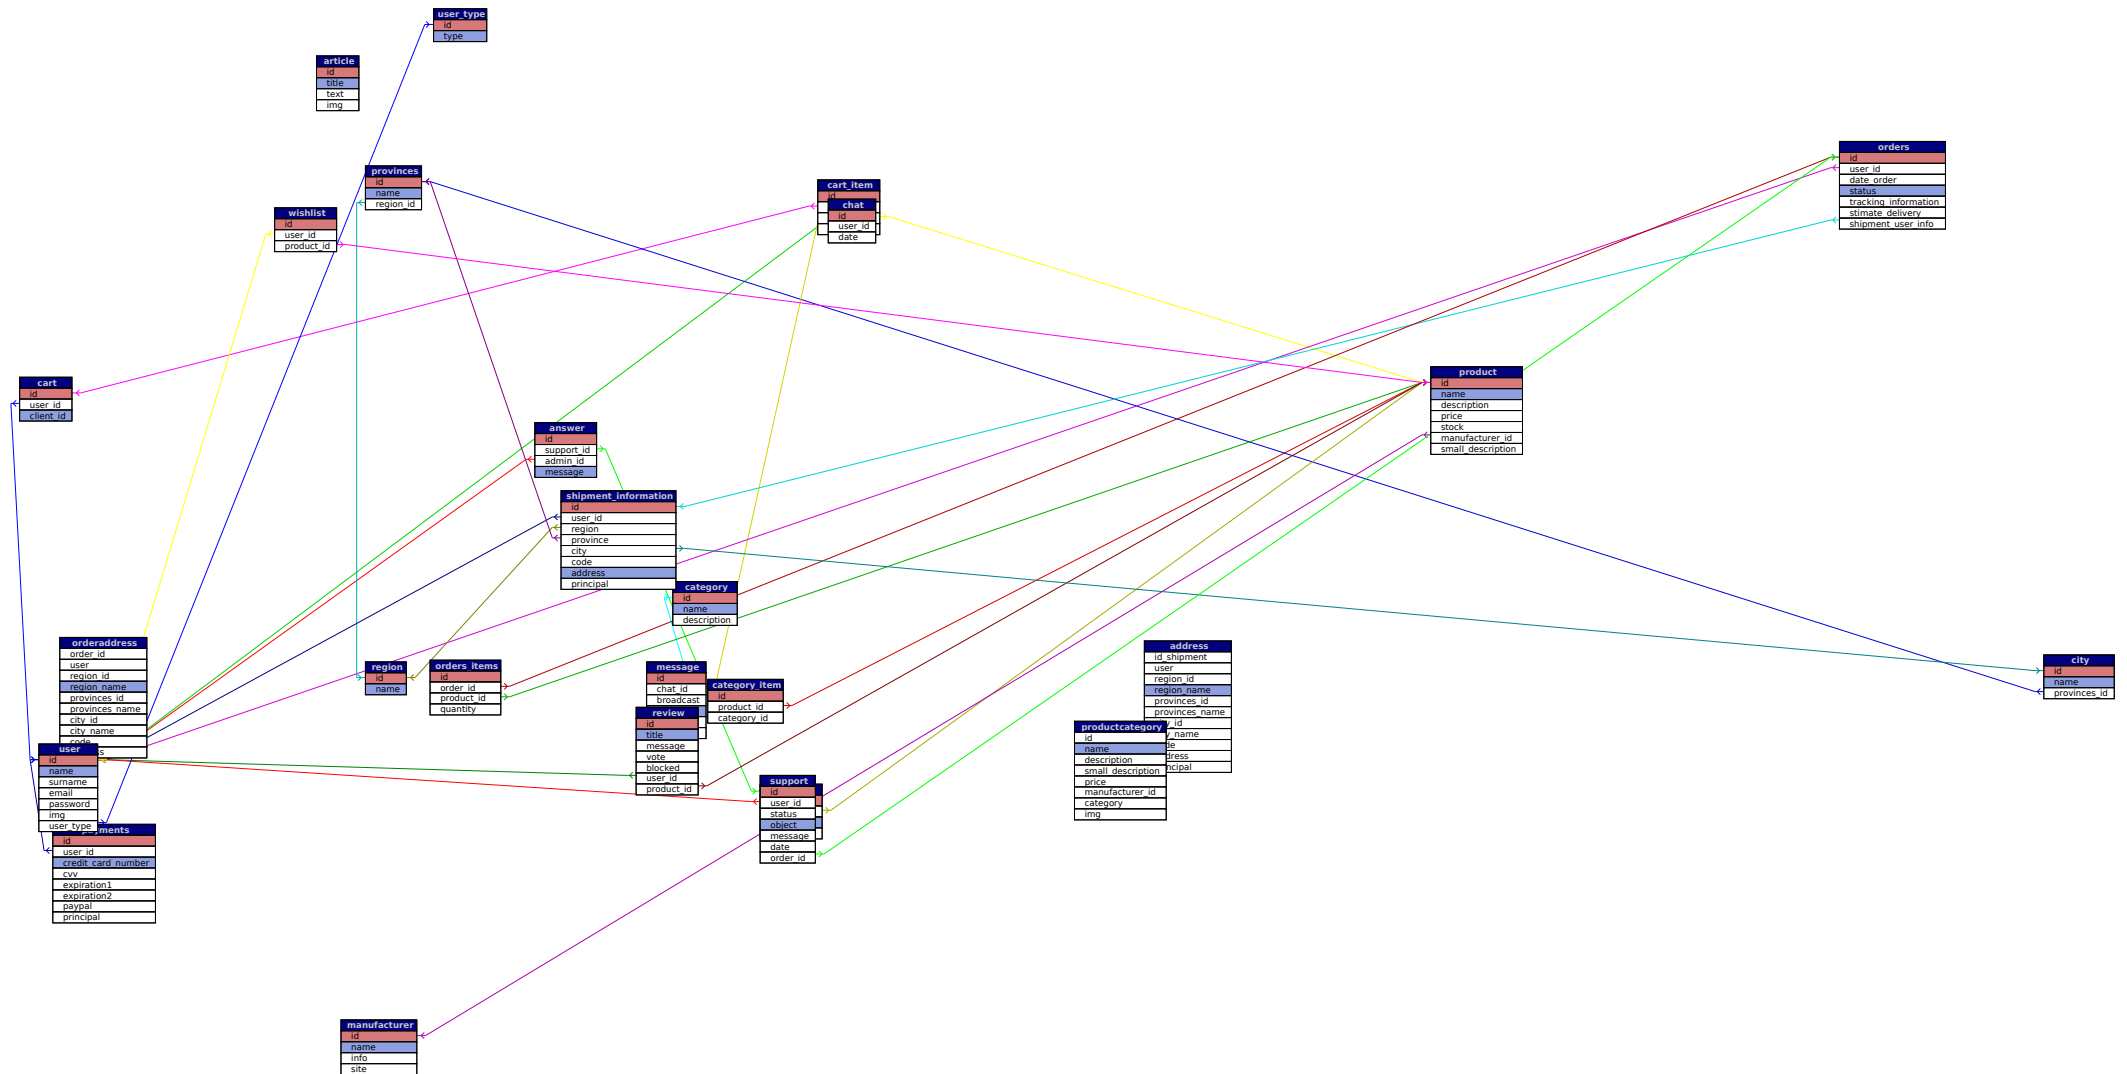 user_type
id
type
article
id
title
text
img
provinces
id
name
region_id
wishlist
id
user_id
product_id
cart_item
id
chat
id
user_id
date
orders
id
user_id
date_order
status
tracking_information
stimate_delivery
shipment_user_info
cart
id
user_id
client_id
product
id
name
description
price
stock
manufacturer_id
small_description
answer
id
support_id
admin_id
message
shipment_information
id
user_id
region
province
city
code
address
principal
category
id
name
description
orderaddress
order_id
user
region_id
region_name
provinces_id
provinces_name
city_id
city_name
code
user
id
name
surname
email
password
img
user_type
id
user_id
credit_card_number
cvv
expiration1
expiration2
paypal
principal
region
id
name
orders_items
id
order_id
product_id
quantity
message
id
chat_id
broadcast
category_item
id
product_id
category_id
review
id
title
message
vote
blocked
user_id
product_id
support
id
user_id
status
object
message
date
order_id
address
id_shipment
user
region_id
region_name
provinces_id
provinces_name
productcategory
id
name
description
small_description
price
manufacturer_id
category
img
city
id
name
provinces_id
manufacturer
id
name
info
site